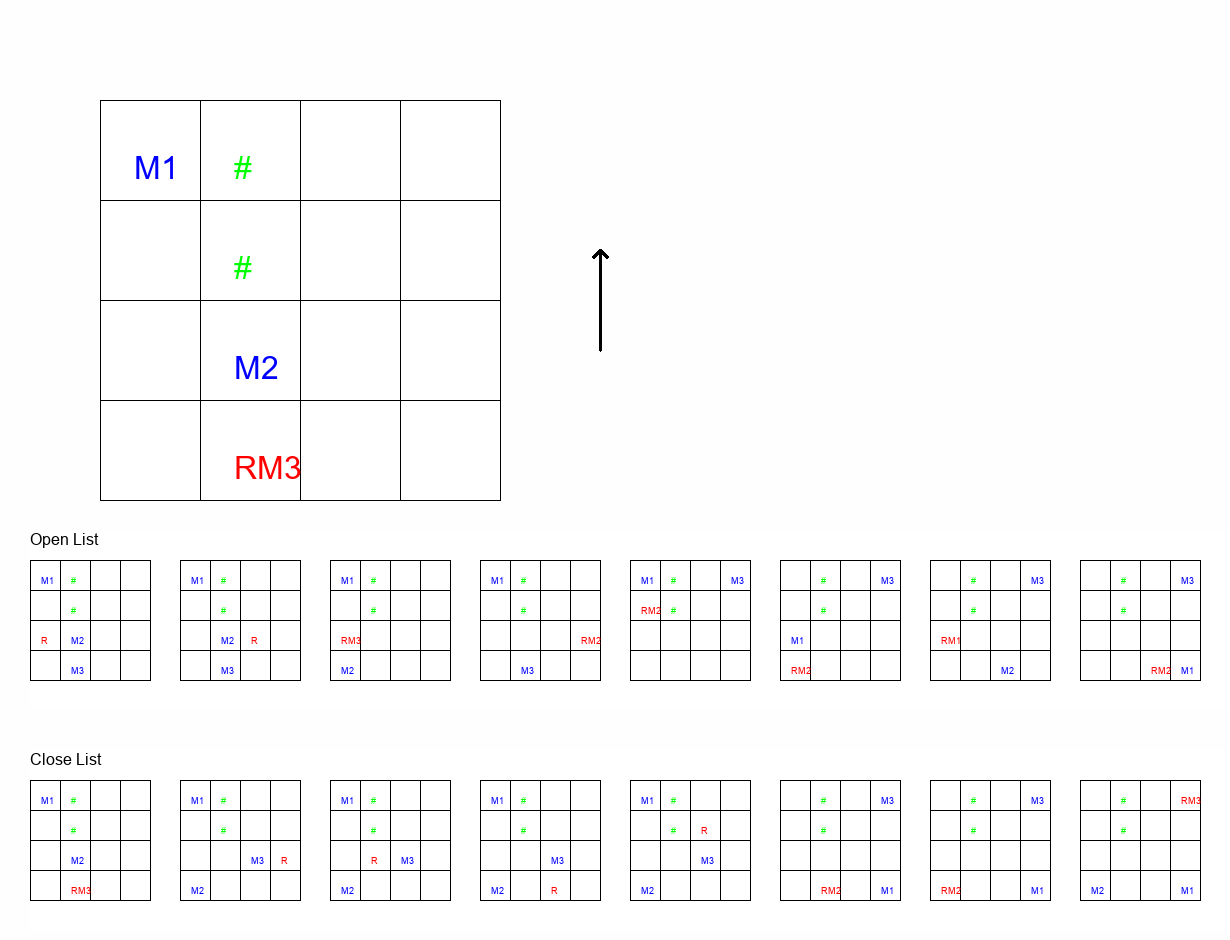 M1 #
#
M2
RM3
Open List
M1 # M1 # M1 # M1 # M1 # M3 # M3 # M3 # M3
# # # # RM2 # # # #
R M2 M2 R RM3 RM2 M1 RM1
M3 M3 M2 M3 RM2 M2 RM2 M1
Close List
M1 # M1 # M1 # M1 # M1 # # M3 # M3 # RM3
# # # # # R # # #
M2 M3 R R M3 M3 M3
RM3 M2 M2 M2 R M2 RM2 M1 RM2 M1 M2 M1